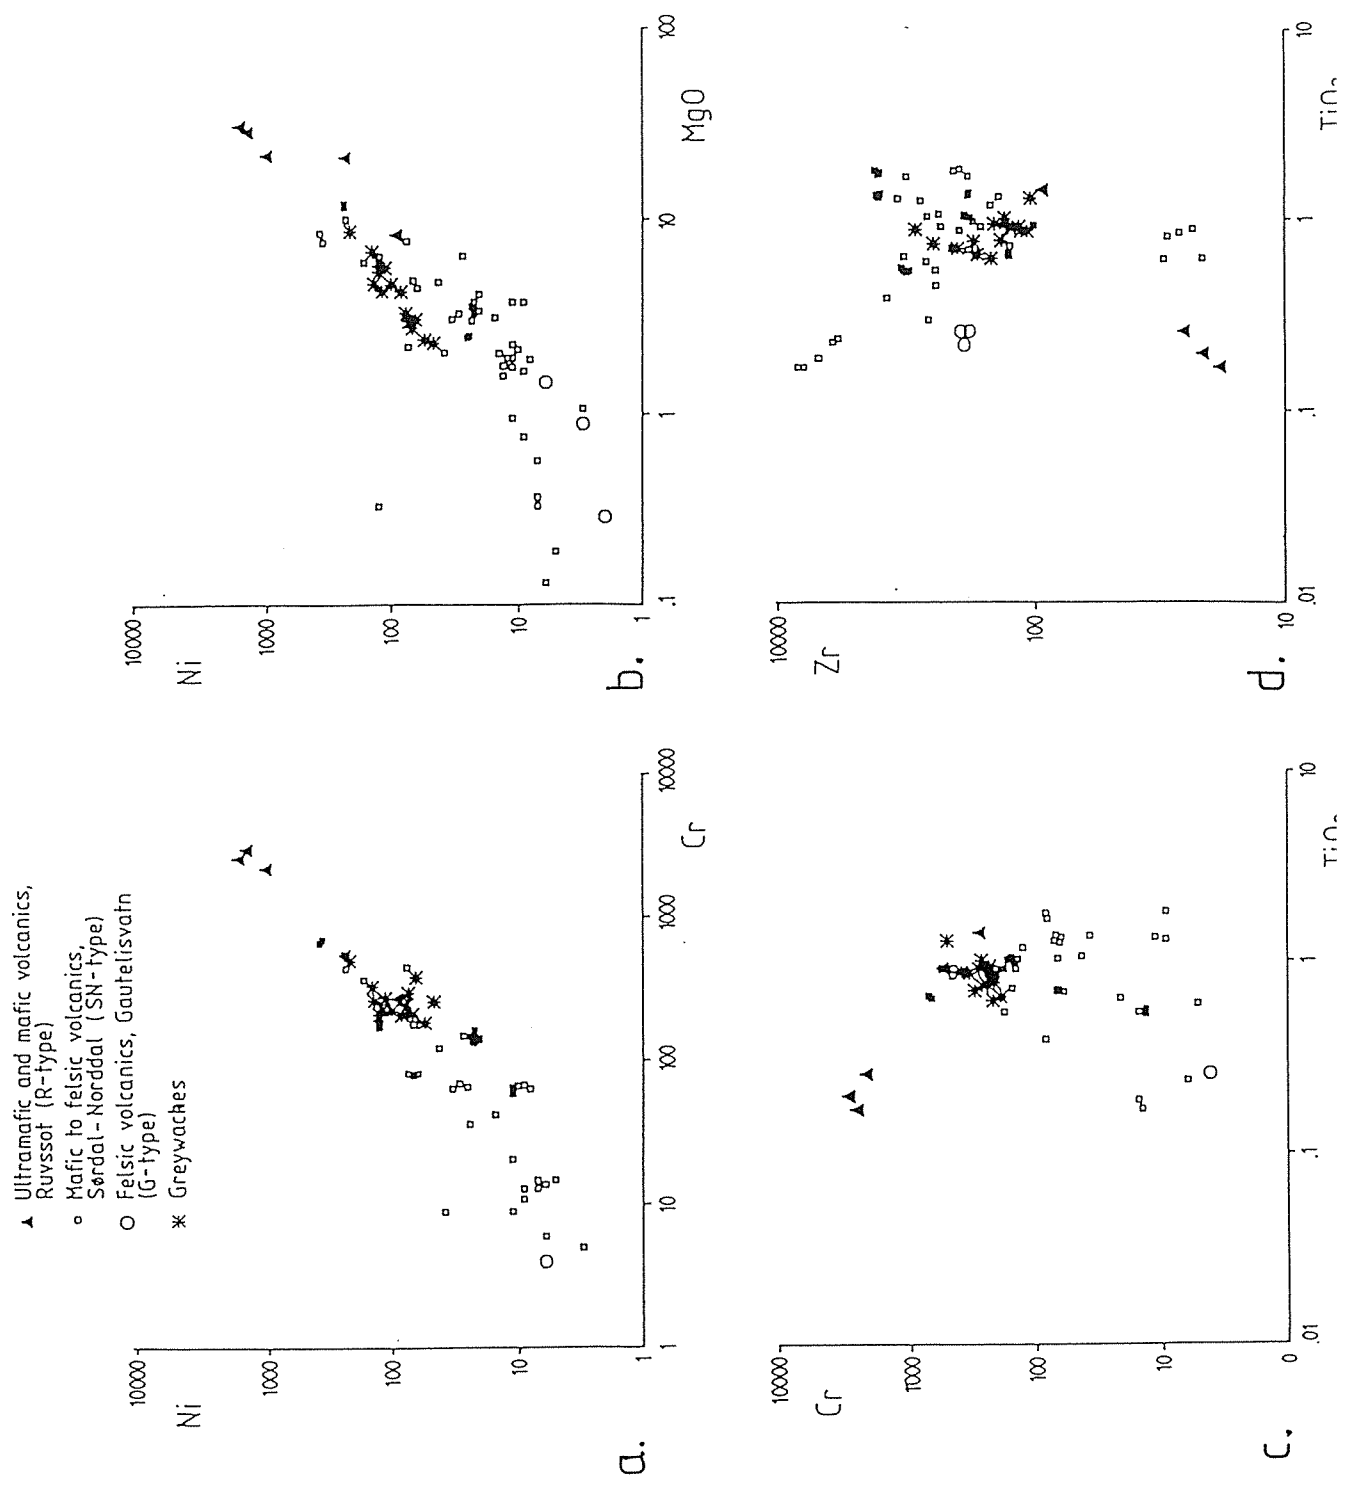 ▲ Ultramafic and mafic volcanics,
Ruvssot (R-type)
▫ Mafic to felsic volcanics,
Sørdal-Norddal (SN-type)
○ Felsic volcanics, Gautelisvatn
(G-type)
✳ Greywackes
10000
Ni
1000
100
10
1
1
10
100
1000
10000
Cr
a.
10000
Ni
1000
100
10
1
.1
1
10
100
MgO
b.
10000
Cr
1000
100
10
0
.01
.1
1
10
c.
10000
Zr
100
10
.01
.1
1
10
d.